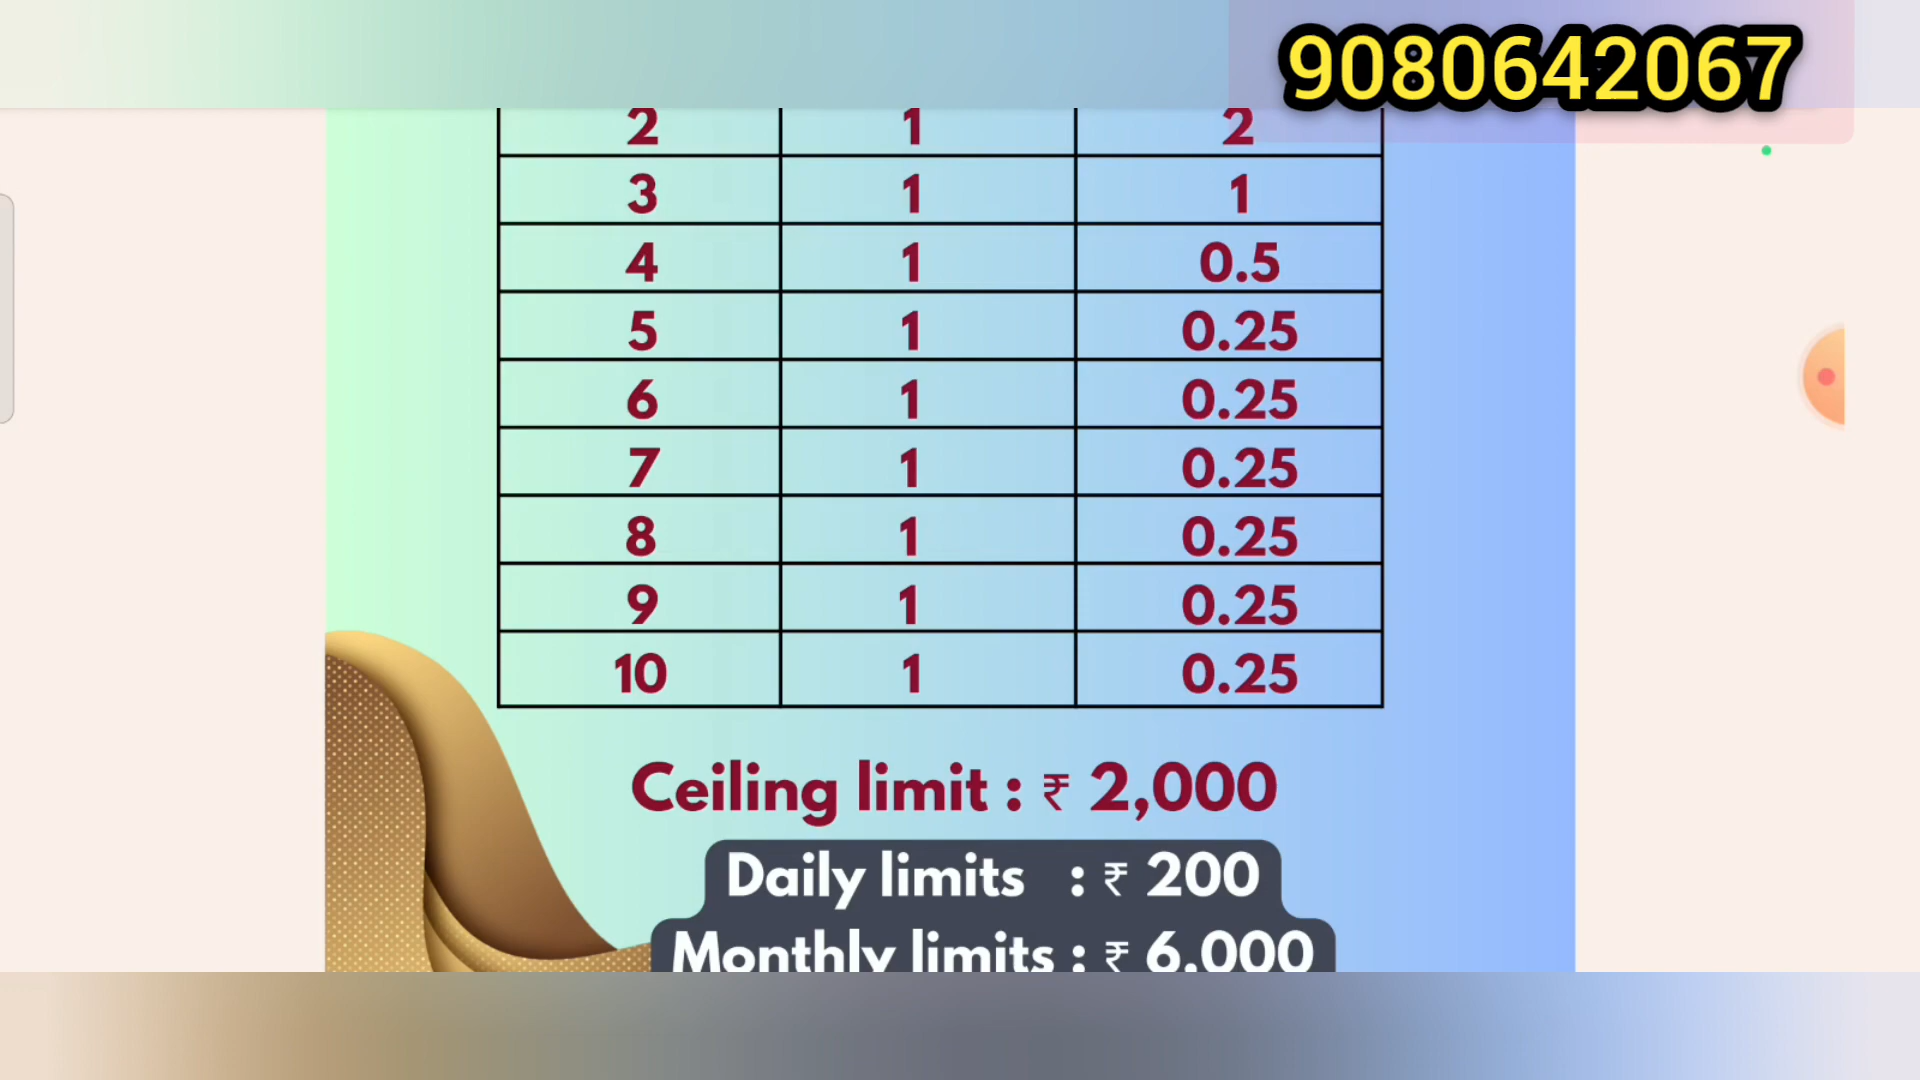 9080642067
2 1 2
3 1 1
4 1 0.5
5 1 0.25
6 1 0.25
7 1 0.25
8 1 0.25
9 1 0.25
10 1 0.25
Ceiling limit : ₹ 2,000
Daily limits : ₹ 200
Monthly limits : ₹ 6,000